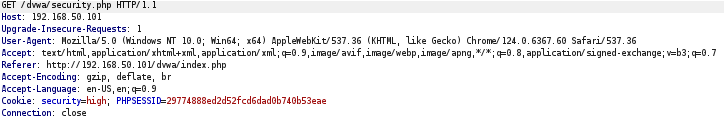 GET /dvwa/security.php HTTP/1.1
Host: 192.168.50.101
Upgrade-Insecure-Requests: 1
User-Agent: Mozilla/5.0 (Windows NT 10.0; Win64; x64) AppleWebKit/537.36 (KHTML, like Gecko) Chrome/124.0.6367.60 Safari/537.36
Accept: text/html,application/xhtml+xml,application/xml;q=0.9,image/avif,image/webp,image/apng,*/*;q=0.8,application/signed-exchange;v=b3;q=0.7
Referer: http://192.168.50.101/dvwa/index.php
Accept-Encoding: gzip, deflate, br
Accept-Language: en-US,en;q=0.9
Cookie: security=high; PHPSESSID=29774888ed2d52fcd6dad0b740b53eae
Connection: close